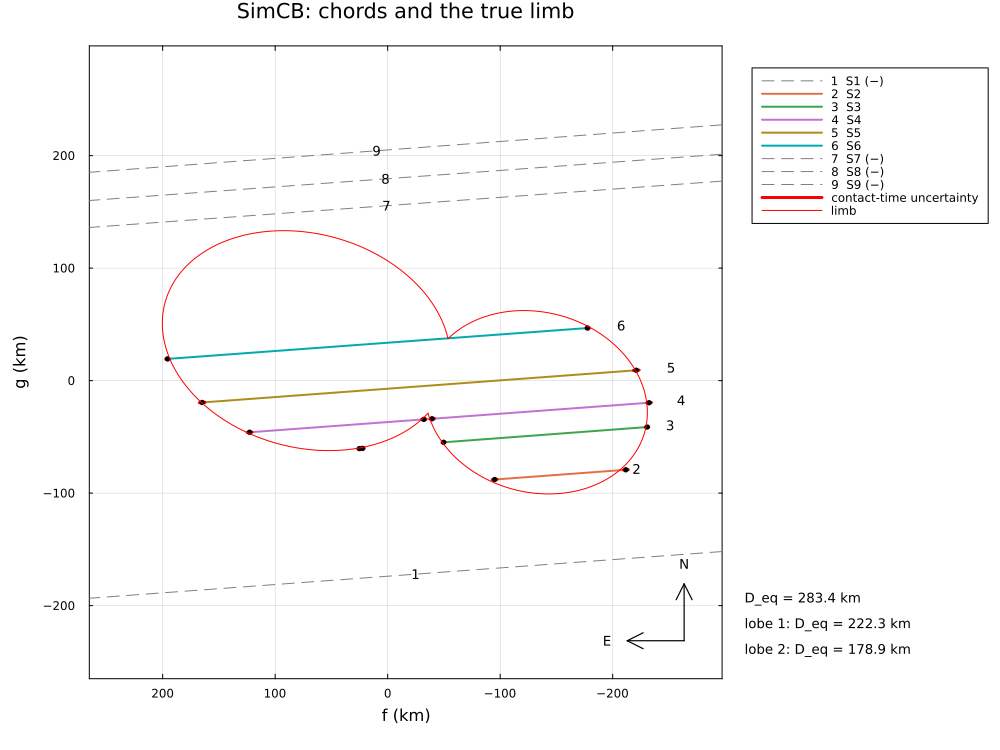 SimCB: chords and the true limb
1 S1 (−)
2 S2
3 S3
4 S4
5 S5
6 S6
7 S7 (−)
8 S8 (−)
9 S9 (−)
contact-time uncertainty
limb
g (km)
200
100
0
−100
−200
9
8
7
6
5
4
3
2
1
N
E
200
100
0
−100
−200
f (km)
D_eq = 283.4 km
lobe 1: D_eq = 222.3 km
lobe 2: D_eq = 178.9 km